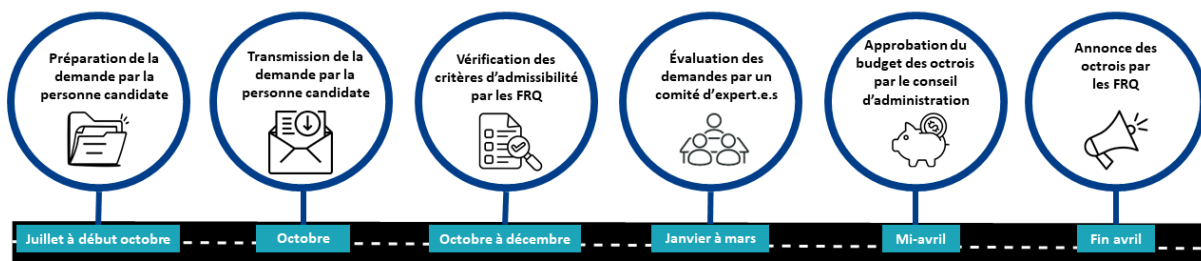 Préparation de la
demande par la
personne candidate
Transmission de la
demande par la
personne candidate
Vérification des
critères d'admissibilité
par les FRQ
Évaluation des
demandes par un
comité d'expert.e.s
Approbation du
budget des octrois
par le conseil
d'administration
Annonce des
octrois par
les FRQ
Juillet à début octobre
Octobre
Octobre à décembre
Janvier à mars
Mi-avril
Fin avril